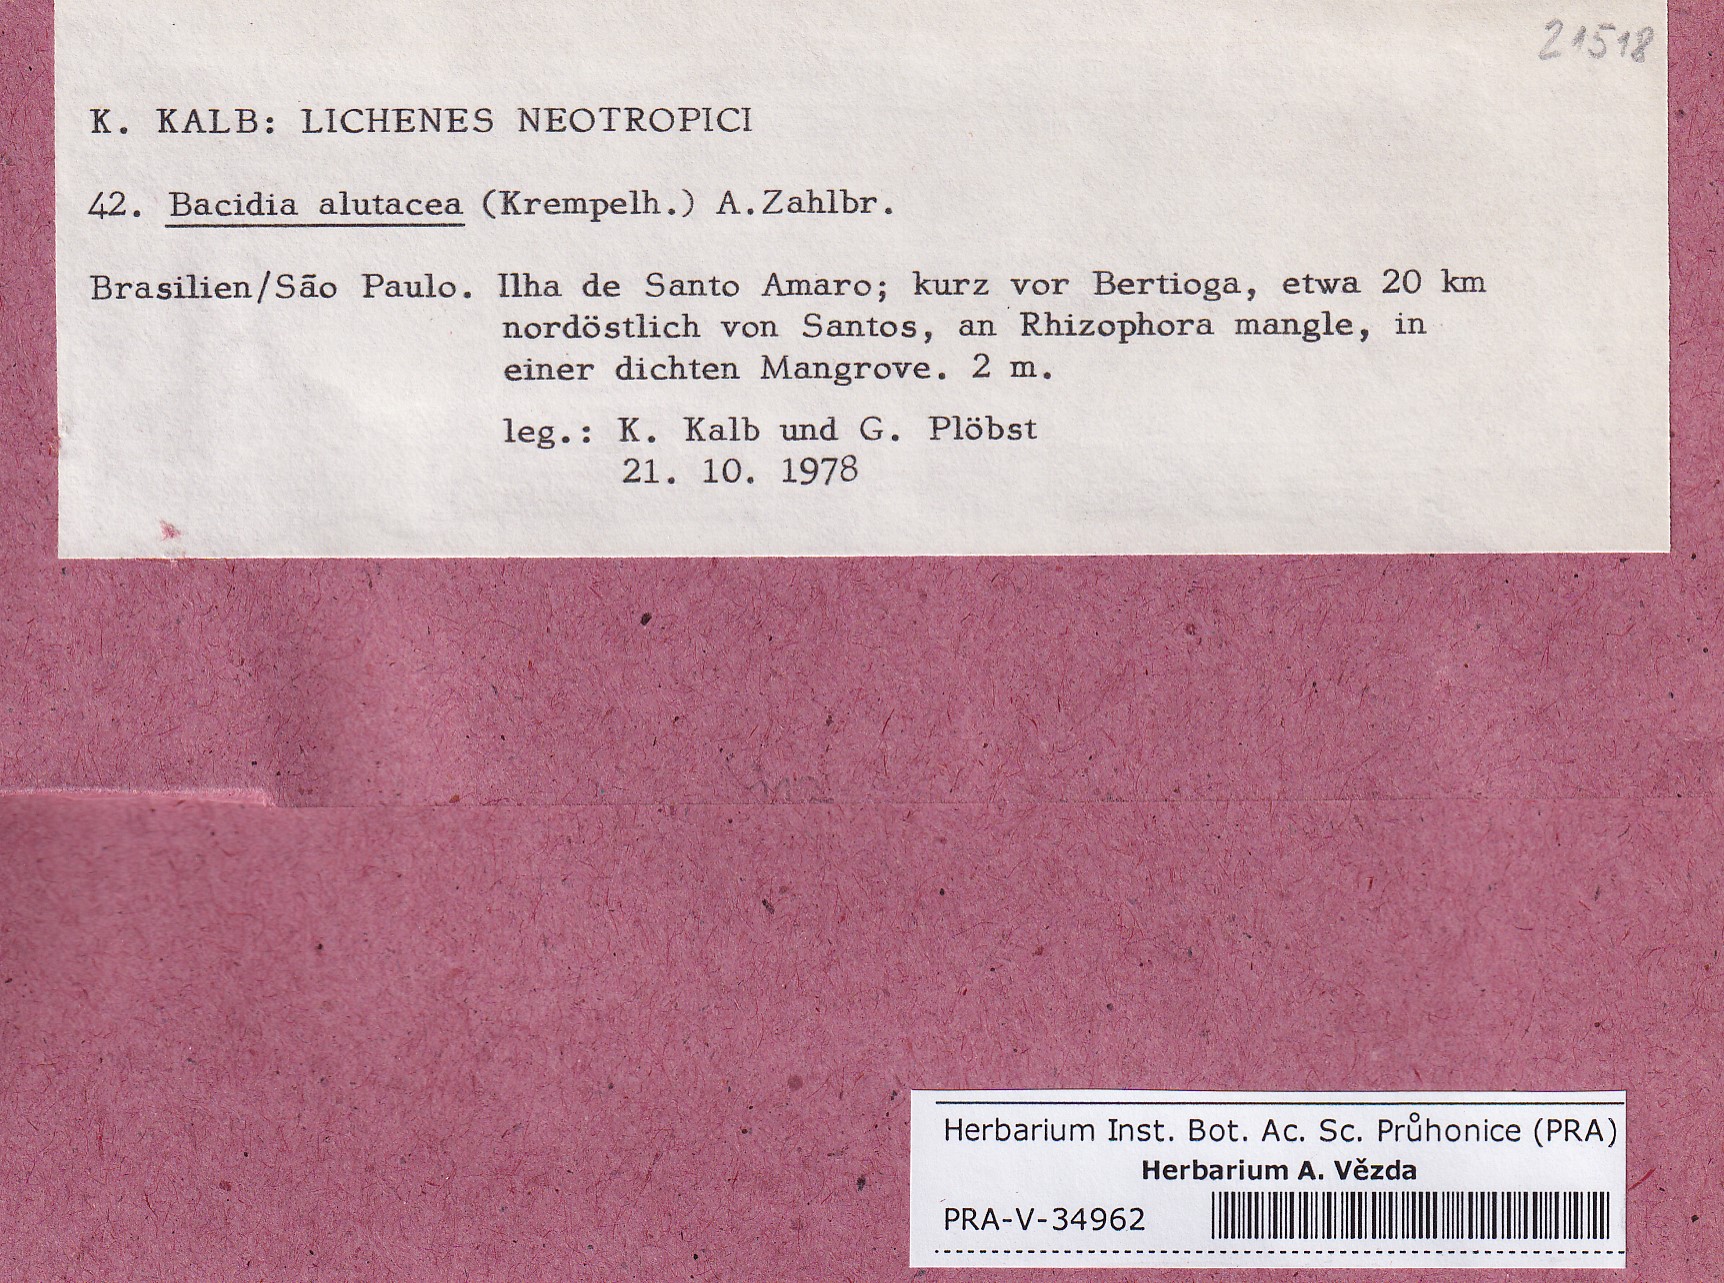 21518
K. KALB: LICHENES NEOTROPICI
42. Bacidia alutacea (Krempelh.) A.Zahlbr.
Brasilien/São Paulo. Ilha de Santo Amaro; kurz vor Bertioga, etwa 20 km
nordöstlich von Santos, an Rhizophora mangle, in
einer dichten Mangrove. 2 m.
leg.: K. Kalb und G. Plöbst
21. 10. 1978
Herbarium Inst. Bot. Ac. Sc. Průhonice (PRA)
Herbarium A. Vězda
PRA-V-34962